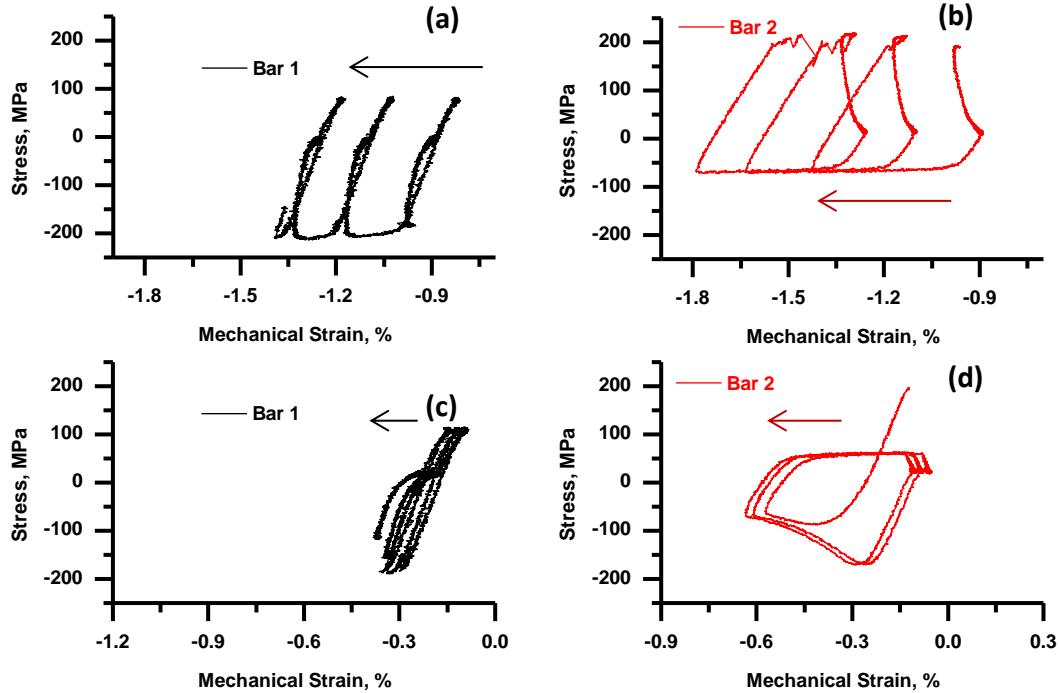 (a)
Bar 1
200
100
0
-100
-200
Stress, MPa
-1.8
-1.5
-1.2
-0.9
Mechanical Strain, %
(b)
Bar 2
200
100
0
-100
-200
Stress, MPa
-1.8
-1.5
-1.2
-0.9
Mechanical Strain, %
(c)
Bar 1
200
100
0
-100
-200
Stress, MPa
-1.2
-0.9
-0.6
-0.3
0.0
Mechanical Strain, %
(d)
Bar 2
200
100
0
-100
-200
Stress, MPa
-0.9
-0.6
-0.3
0.0
0.3
Mechanical Strain, %